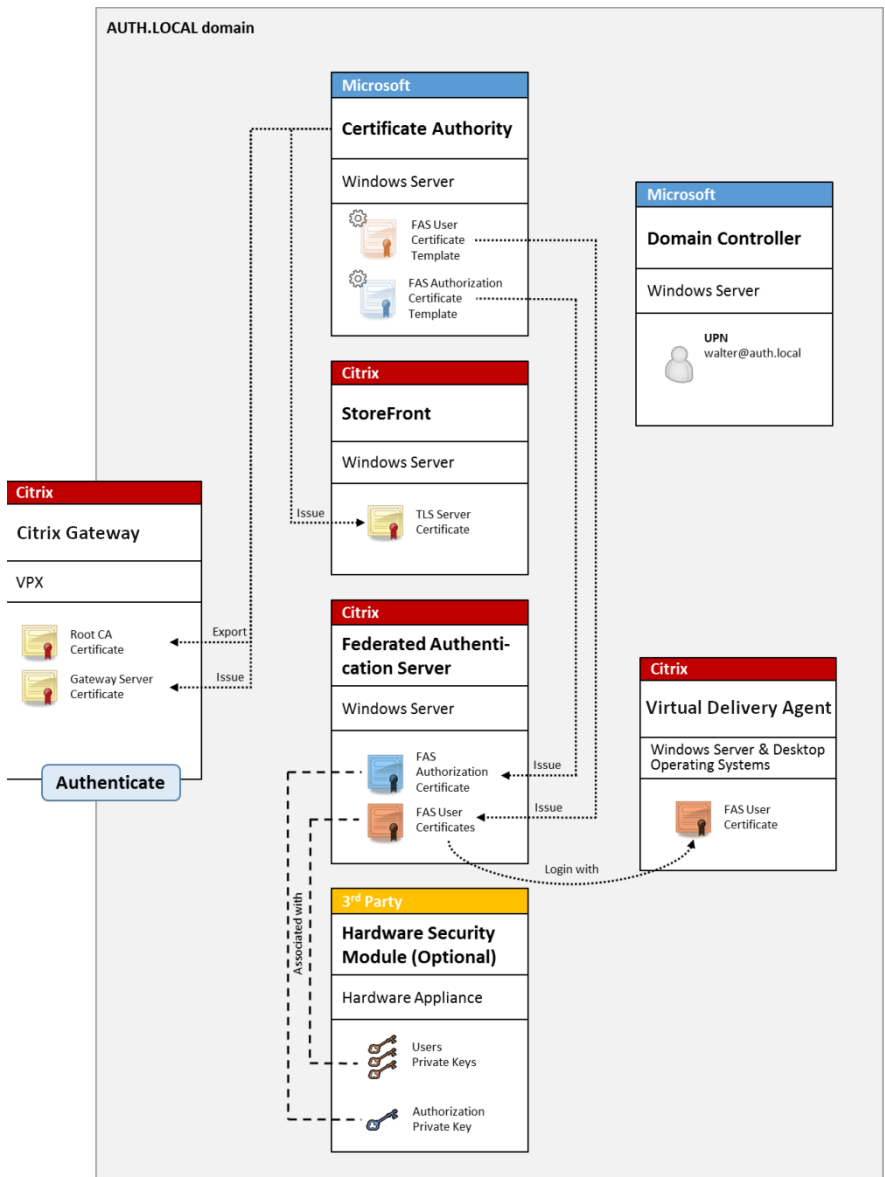 AUTH.LOCAL domain
Microsoft
Certificate Authority
Windows Server
FAS User
Certificate
Template
FAS Authorization
Certificate
Template
Microsoft
Domain Controller
Windows Server
UPN
walter@auth.local
Citrix
StoreFront
Windows Server
Issue
TLS Server
Certificate
Citrix
Citrix Gateway
VPX
Root CA
Certificate
Export
Gateway Server
Certificate
Issue
Authenticate
Citrix
Federated Authenti-
cation Server
Windows Server
FAS
Authorization
Certificate
Issue
FAS User
Certificates
Issue
Login with
Citrix
Virtual Delivery Agent
Windows Server & Desktop
Operating Systems
FAS User
Certificate
Associated with
3rd Party
Hardware Security
Module (Optional)
Hardware Appliance
Users
Private Keys
Authorization
Private Key